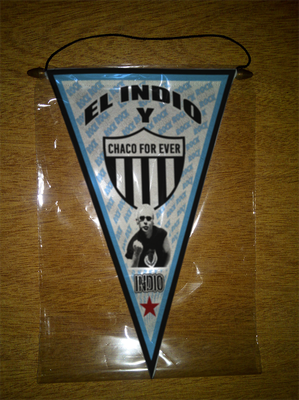 EL INDIO
Y
CHACO FOR EVER
INDIO